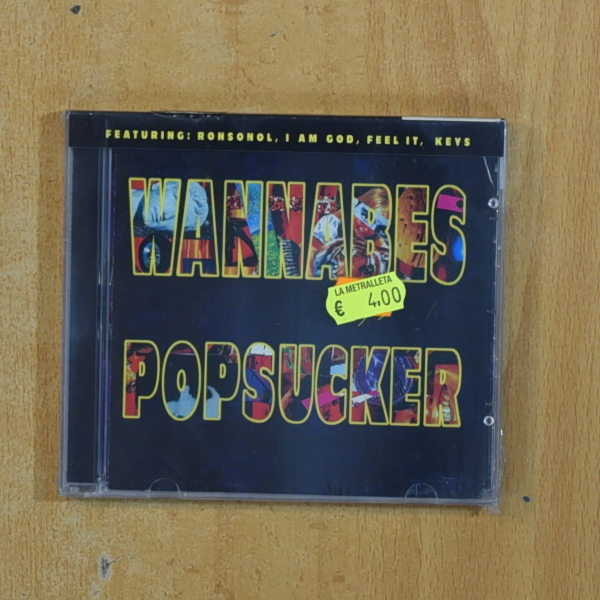 FEATURING: RONSONOL, I AM GOD, FEEL IT, KEYS
WANNABES
LA METRALLETA
€ 4,00
POPSUCKER